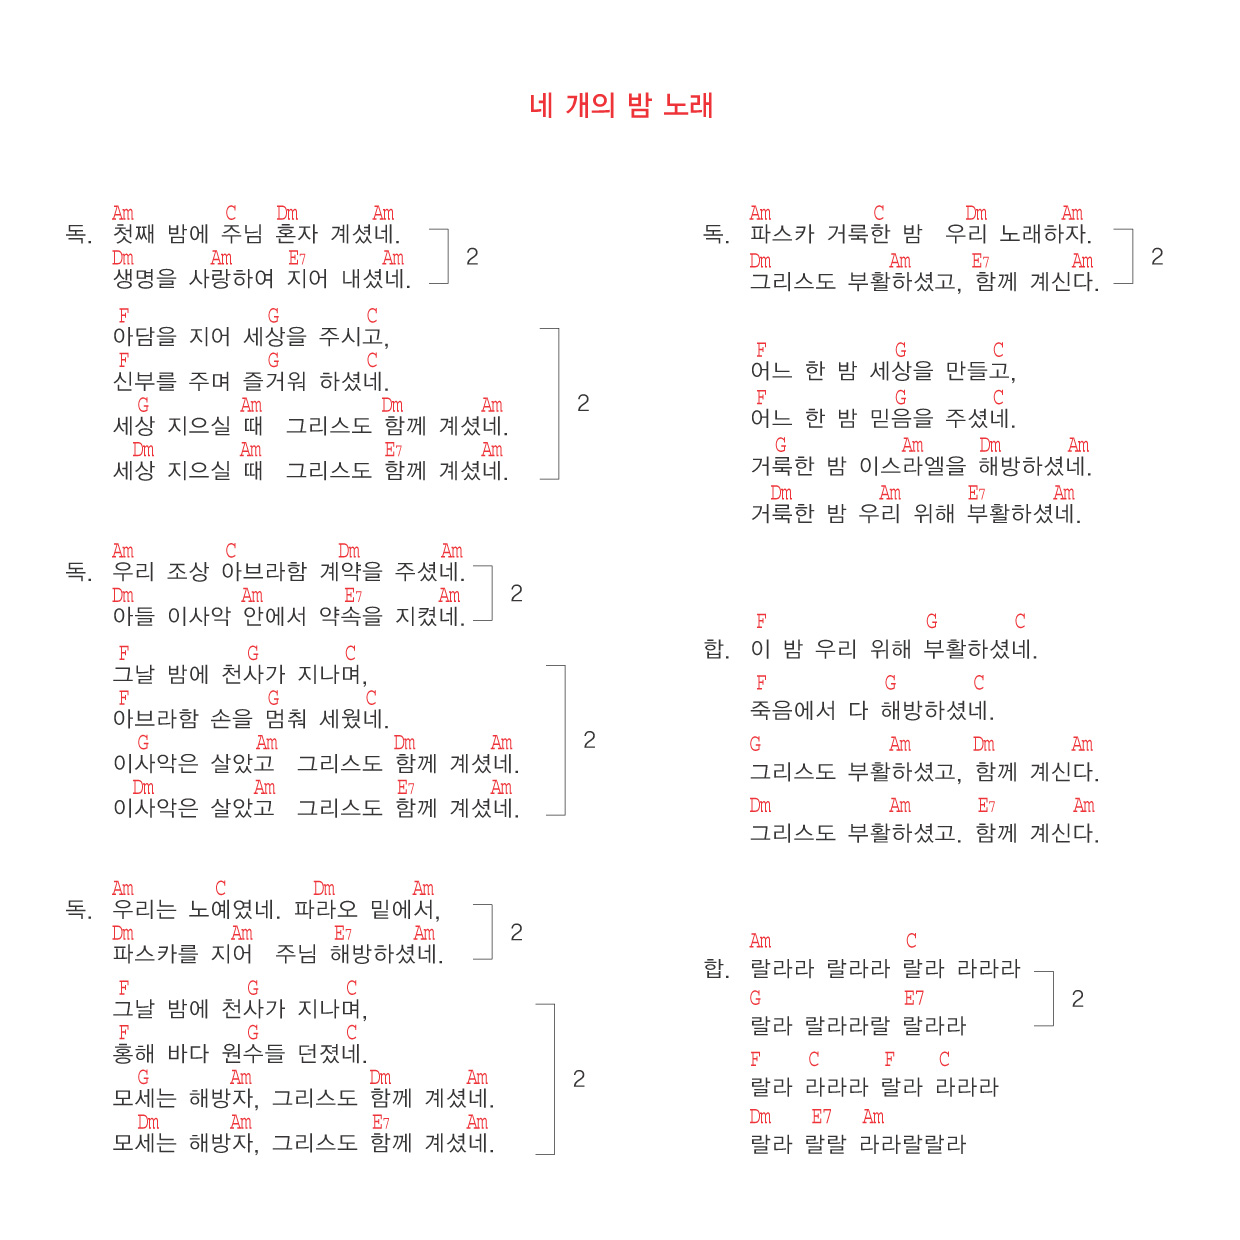 네 개의 밤 노래
Am C Dm Am
독. 첫째 밤에 주님 혼자 계셨네.
Dm Am E7 Am
생명을 사랑하여 지어 내셨네.
2
F G C
아담을 지어 세상을 주시고,
F G C
신부를 주며 즐거워 하셨네.
G Am Dm Am
세상 지으실 때 그리스도 함께 계셨네.
Dm Am E7 Am
세상 지으실 때 그리스도 함께 계셨네.
2
Am C Dm Am
독. 우리 조상 아브라함 계약을 주셨네.
Dm Am E7 Am
아들 이사악 안에서 약속을 지켰네.
2
F G C
그날 밤에 천사가 지나며,
F G C
아브라함 손을 멈춰 세웠네.
G Am Dm Am
이사악은 살았고 그리스도 함께 계셨네.
Dm Am E7 Am
이사악은 살았고 그리스도 함께 계셨네.
2
Am C Dm Am
독. 우리는 노예였네. 파라오 밑에서,
Dm Am E7 Am
파스카를 지어 주님 해방하셨네.
2
F G C
그날 밤에 천사가 지나며,
F G C
홍해 바다 원수들 던졌네.
G Am Dm Am
모세는 해방자, 그리스도 함께 계셨네.
Dm Am E7 Am
모세는 해방자, 그리스도 함께 계셨네.
2
Am C Dm Am
독. 파스카 거룩한 밤 우리 노래하자.
Dm Am E7 Am
그리스도 부활하셨고, 함께 계신다.
2
F G C
어느 한 밤 세상을 만들고,
F G C
어느 한 밤 믿음을 주셨네.
G Am Dm Am
거룩한 밤 이스라엘을 해방하셨네.
Dm Am E7 Am
거룩한 밤 우리 위해 부활하셨네.
F G C
합. 이 밤 우리 위해 부활하셨네.
F G C
죽음에서 다 해방하셨네.
G Am Dm Am
그리스도 부활하셨고, 함께 계신다.
Dm Am E7 Am
그리스도 부활하셨고. 함께 계신다.
Am C
합. 랄라라 랄라라 랄라 라라라
G E7
랄라 랄라라랄 랄라라
2
F C F C
랄라 라라라 랄라 라라라
Dm E7 Am
랄라 랄랄 라라랄랄라